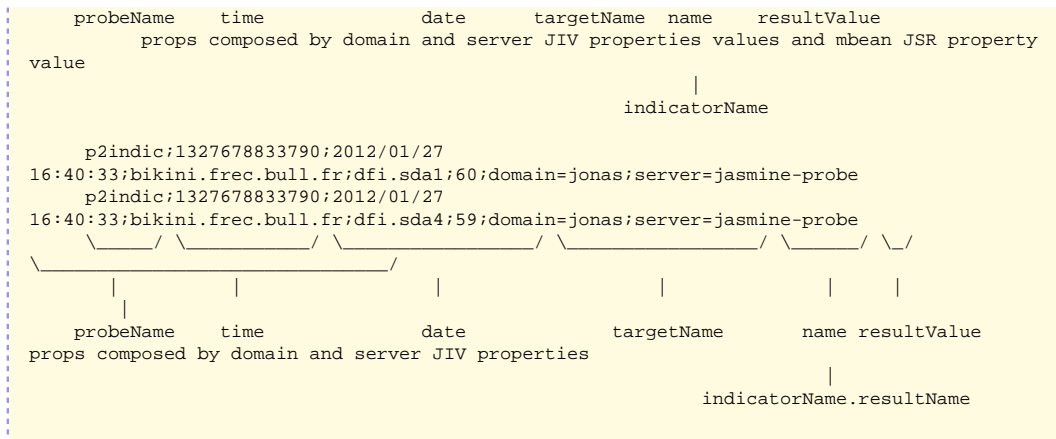 probeName    time                 date       targetName  name    resultValue
props composed by domain and server JIV properties values and mbean JSR property
value
|
indicatorName
p2indic;1327678833790;2012/01/27
16:40:33;bikini.frec.bull.fr;dfi.sda1;60;domain=jonas;server=jasmine-probe
p2indic;1327678833790;2012/01/27
16:40:33;bikini.frec.bull.fr;dfi.sda4;59;domain=jonas;server=jasmine-probe
\_____/ \___________/ \_________________/ \_________________/ \______/ \_/
\_______________________________/
|          |                  |                    |               |     |
|
probeName    time              date             targetName        name resultValue
props composed by domain and server JIV properties
|
indicatorName.resultName